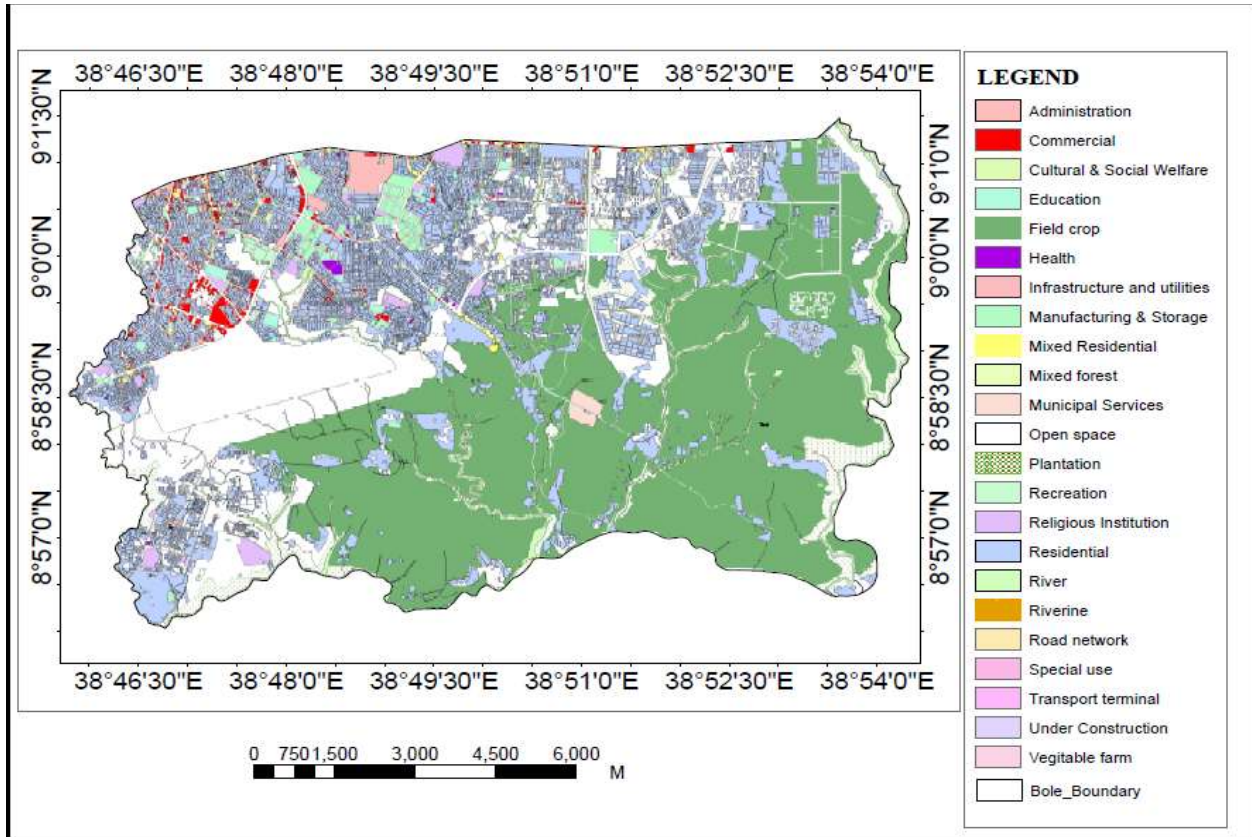 38°46'30"E 38°48'0"E 38°49'30"E 38°51'0"E 38°52'30"E 38°54'0"E
9°1'30"N
9°0'0"N
8°58'30"N
8°57'0"N
9°1'0"N
9°1'0"N
9°0'0"N
8°58'30"N
8°57'0"N
38°46'30"E 38°48'0"E 38°49'30"E 38°51'0"E 38°52'30"E 38°54'0"E
0 750 1,500 3,000 4,500 6,000
M
LEGEND
Administration
Commercial
Cultural & Social Welfare
Education
Field crop
Health
Infrastructure and utilities
Manufacturing & Storage
Mixed Residential
Mixed forest
Municipal Services
Open space
Plantation
Recreation
Religious Institution
Residential
River
Riverine
Road network
Special use
Transport terminal
Under Construction
Vegitable farm
Bole_Boundary